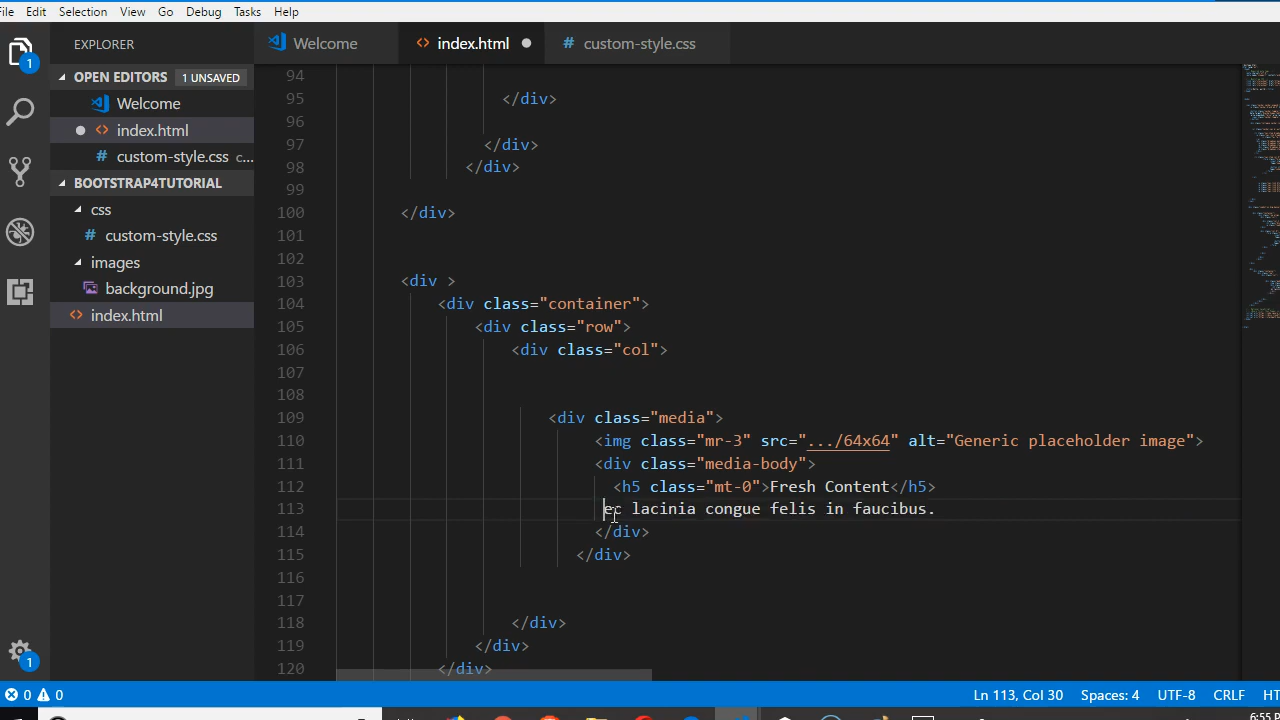 File Edit Selection View Go Debug Tasks Help
EXPLORER
OPEN EDITORS 1 UNSAVED
Welcome
index.html
custom-style.css c...
BOOTSTRAP4TUTORIAL
css
custom-style.css
images
background.jpg
index.html
1
1
Welcome index.html custom-style.css
94
95 </div>
96
97 </div>
98 </div>
99
100 </div>
101
102
103 <div >
104 <div class="container">
105 <div class="row">
106 <div class="col">
107
108
109 <div class="media">
110 <img class="mr-3" src=".../64x64" alt="Generic placeholder image">
111 <div class="media-body">
112 <h5 class="mt-0">Fresh Content</h5>
113 ec lacinia congue felis in faucibus.
114 </div>
115 </div>
116
117
118 </div>
119 </div>
120 </div>
0 0 Ln 113, Col 30 Spaces: 4 UTF-8 CRLF HT
6:55 P